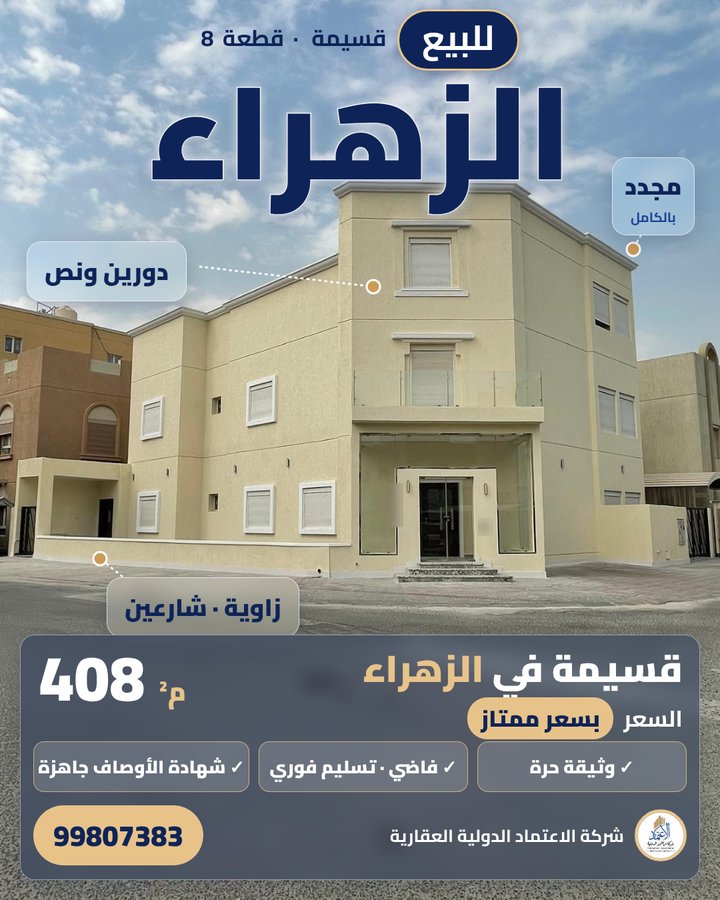 للبيع قسيمة · قطعة 8
الزهراء
مجدد
بالكامل
دورين ونص
زاوية · شارعين
قسيمة في الزهراء
408 م²
السعر بسعر ممتاز
✓ وثيقة حرة
✓ فاضي · تسليم فوري
✓ شهادة الأوصاف جاهزة
شركة الاعتماد الدولية العقارية
99807383